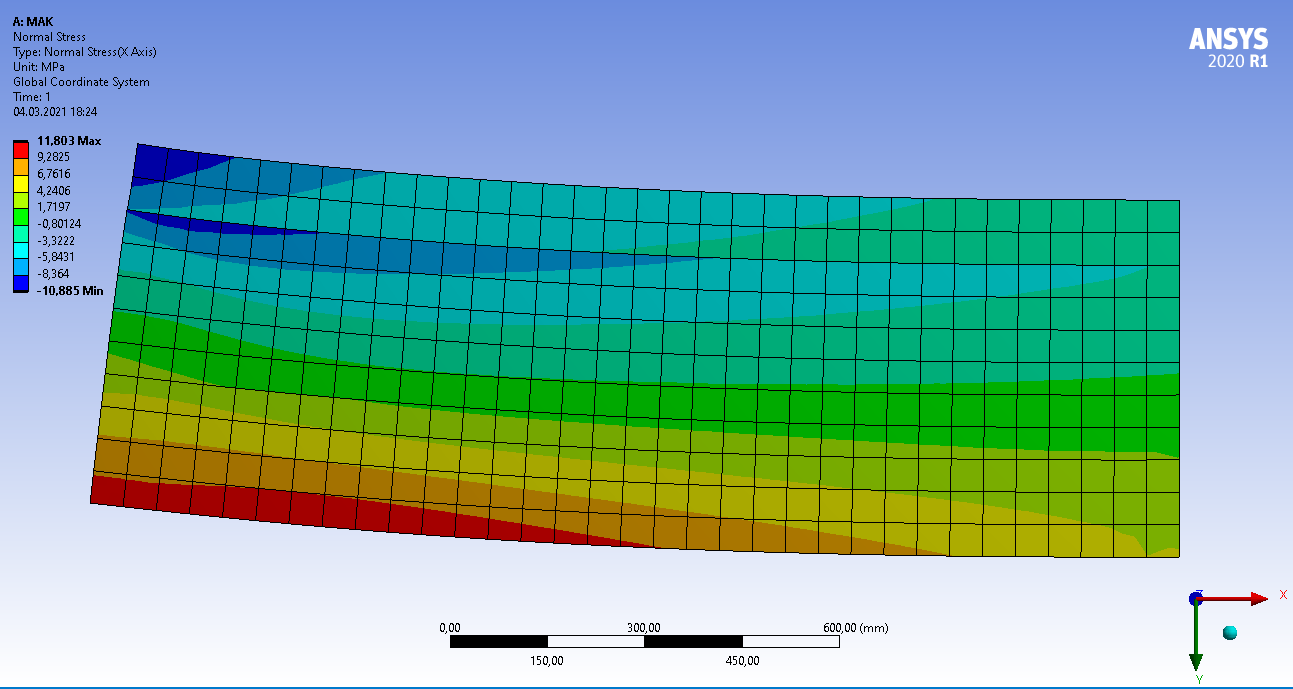 A: MAK
Normal Stress
Type: Normal Stress(X Axis)
Unit: MPa
Global Coordinate System
Time: 1
04.03.2021 18:24
11,803 Max
9,2825
6,7616
4,2406
1,7197
-0,80124
-3,3222
-5,8431
-8,364
-10,885 Min
ANSYS
2020 R1
0,00 300,00 600,00 (mm)
150,00 450,00
Z
X
Y